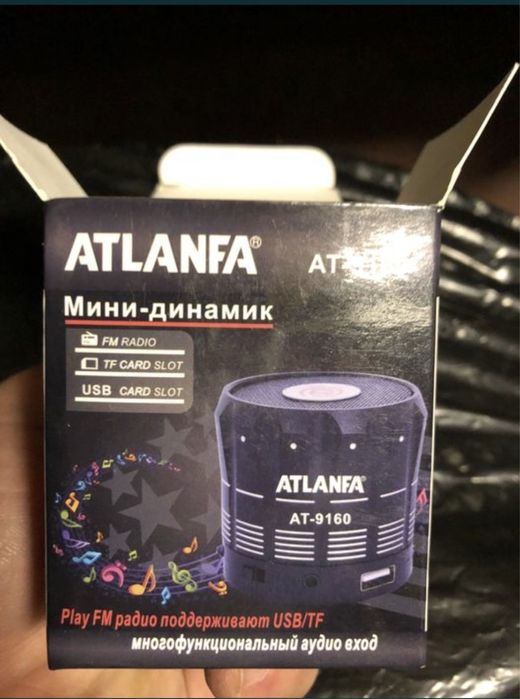 ATLANFA®
Мини-динамик
FM RADIO
TF CARD SLOT
USB CARD SLOT
ATLANFA
AT-9160
Play FM радио поддерживают USB/TF
многофункциональный аудио вход